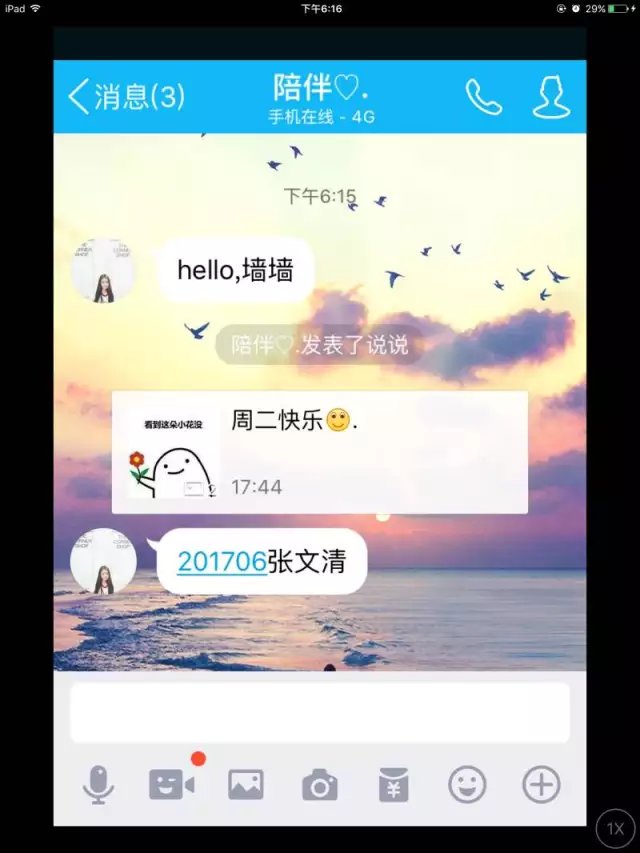 iPad 下午6:16 29%
消息(3) 陪伴♡.
手机在线 - 4G
下午6:15
hello,墙墙
陪伴♡.发表了说说
看到这朵小花没
周二快乐🙂.
17:44
201706张文清
¥
1X